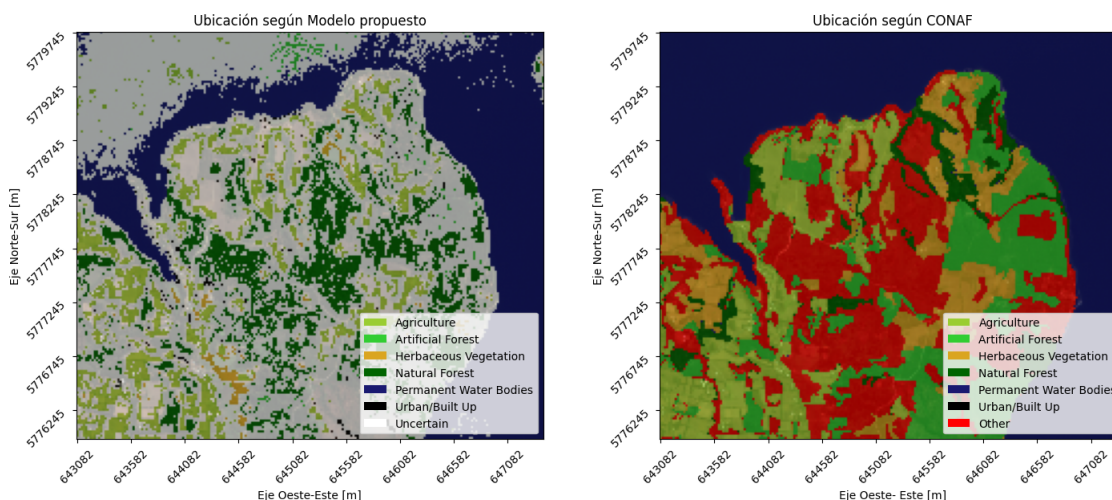 Ubicación según Modelo propuesto
5779745
5779245
5778745
5778245
5777745
5777245
5776745
5776245
Eje Norte-Sur [m]
Agriculture
Artificial Forest
Herbaceous Vegetation
Natural Forest
Permanent Water Bodies
Urban/Built Up
Uncertain
643082
643582
644082
644582
645082
645582
646082
646582
647082
Eje Oeste-Este [m]
Ubicación según CONAF
5779745
5779245
5778745
5778245
5777745
5777245
5776745
5776245
Eje Norte-Sur [m]
Agriculture
Artificial Forest
Herbaceous Vegetation
Natural Forest
Permanent Water Bodies
Urban/Built Up
Other
643082
643582
644082
644582
645082
645582
646082
646582
647082
Eje Oeste- Este [m]